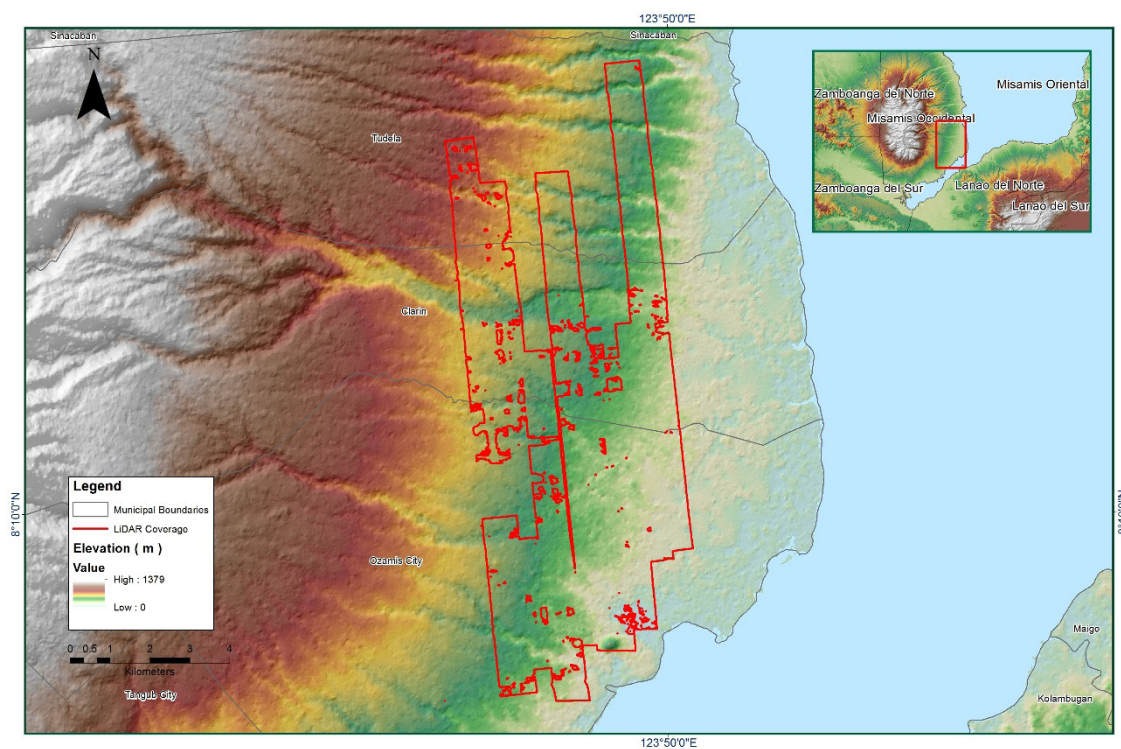 123°50'0"E
Sinacaban
Sinacaban
N
Tudela
Clarin
Ozamis City
Tangub City
Maigo
Kolambugan
8°10'0"N
Zamboanga del Norte
Misamis Oriental
Misamis Occidental
Zamboanga del Sur
Lanao del Norte
Lanao del Sur
Legend
Municipal Boundaries
LiDAR Coverage
Elevation ( m )
Value
High : 1379
Low : 0
0 0.5 1 2 3 4
Kilometers
123°50'0"E